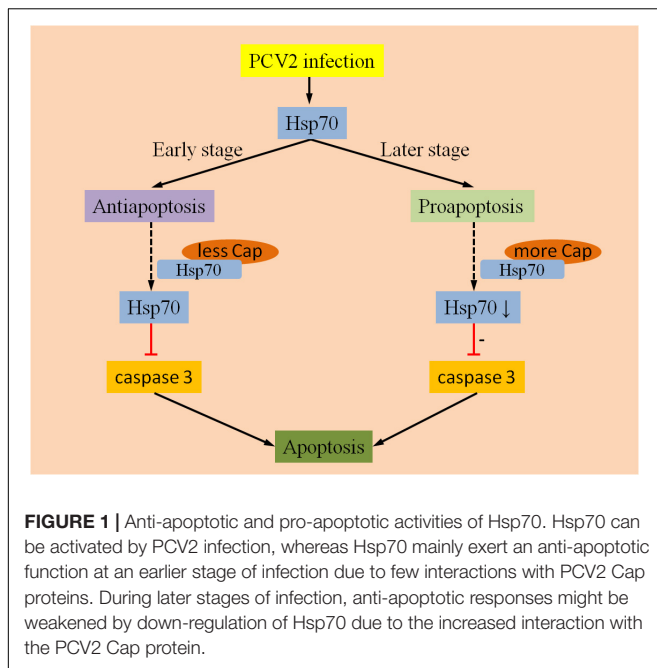 PCV2 infection
Hsp70
Early stage
Later stage
Antiapoptosis
Proapoptosis
less Cap
Hsp70
more Cap
Hsp70
Hsp70
Hsp70 ↓
-
caspase 3
caspase 3
Apoptosis
FIGURE 1 | Anti-apoptotic and pro-apoptotic activities of Hsp70. Hsp70 can
be activated by PCV2 infection, whereas Hsp70 mainly exert an anti-apoptotic
function at an earlier stage of infection due to few interactions with PCV2 Cap
proteins. During later stages of infection, anti-apoptotic responses might be
weakened by down-regulation of Hsp70 due to the increased interaction with
the PCV2 Cap protein.